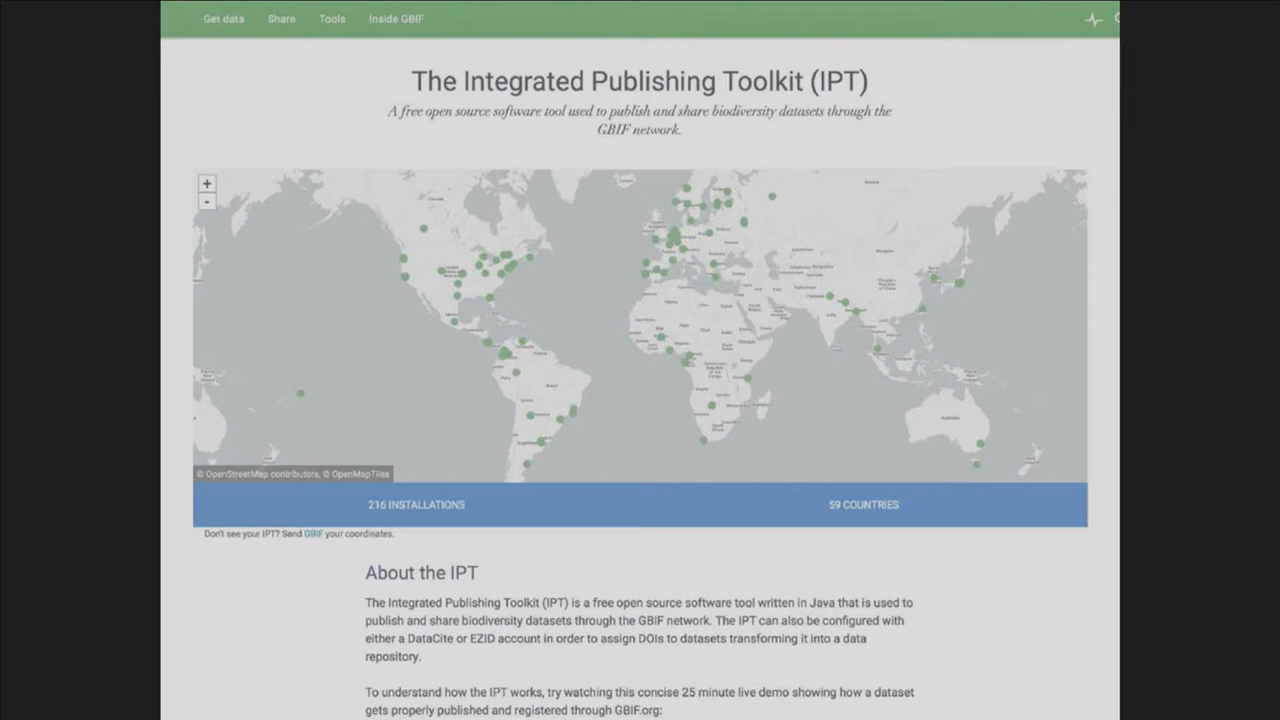 Get data Share Tools Inside GBIF
The Integrated Publishing Toolkit (IPT)
A free open source software tool used to publish and share biodiversity datasets through the
GBIF network.
+
-
© OpenStreetMap contributors, © OpenMapTiles
216 INSTALLATIONS 59 COUNTRIES
Don't see your IPT? Send GBIF your coordinates.
About the IPT
The Integrated Publishing Toolkit (IPT) is a free open source software tool written in Java that is used to
publish and share biodiversity datasets through the GBIF network. The IPT can also be configured with
either a DataCite or EZID account in order to assign DOIs to datasets transforming it into a data
repository.
To understand how the IPT works, try watching this concise 25 minute live demo showing how a dataset
gets properly published and registered through GBIF.org: